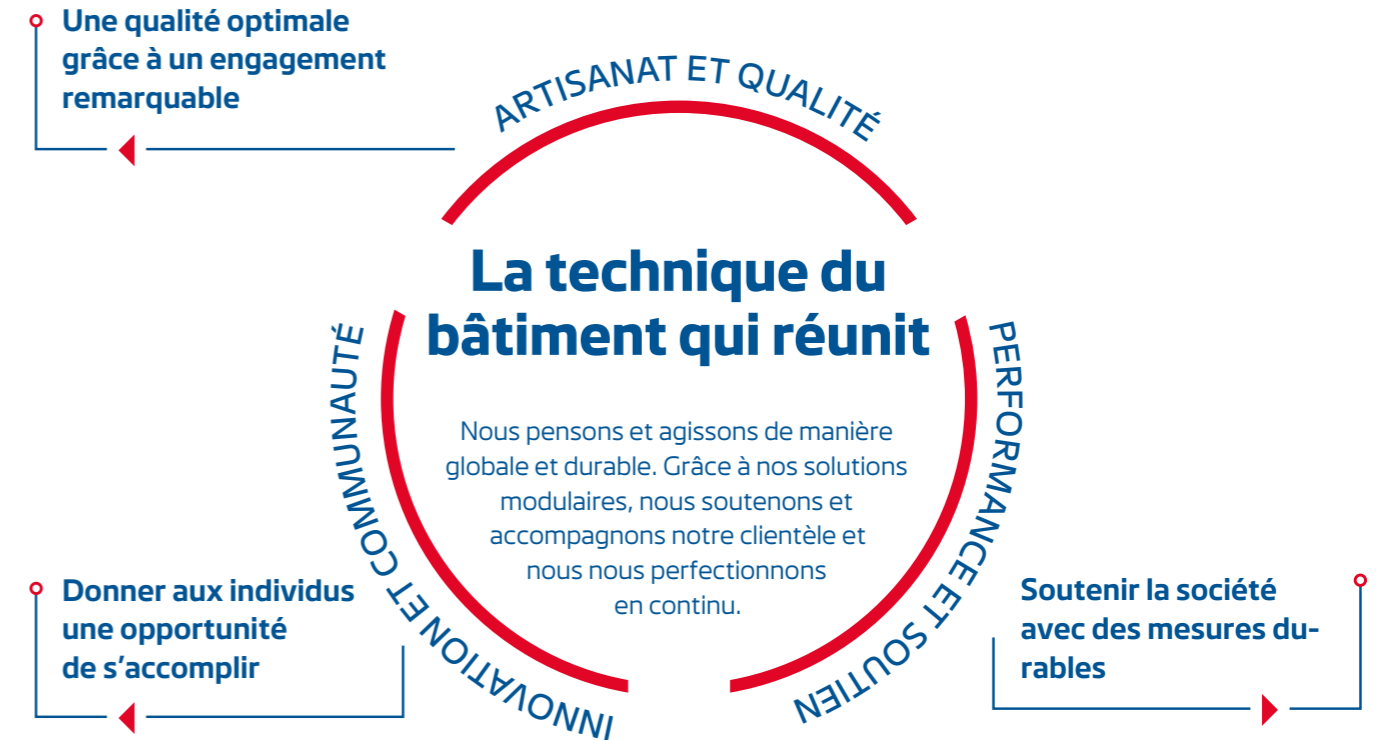 Une qualité optimale
grâce à un engagement
remarquable
ARTISANAT ET QUALITÉ
La technique du
bâtiment qui réunit
Nous pensons et agissons de manière
globale et durable. Grâce à nos solutions
modulaires, nous soutenons et
accompagnons notre clientèle et
nous nous perfectionnons
en continu.
INNOVATION ET COMMUNAUTÉ
PERFORMANCE ET SOUTIEN
Donner aux individus
une opportunité
de s’accomplir
Soutenir la société
avec des mesures du-
rables